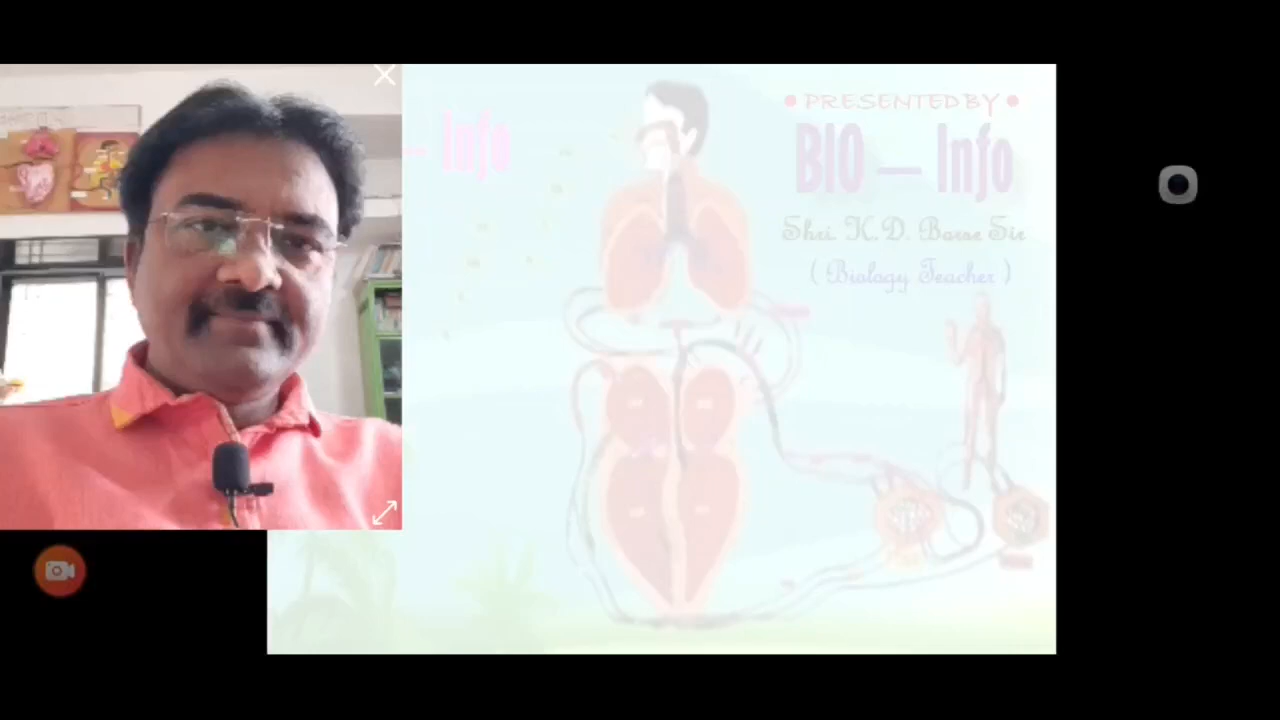 — Info
• PRESENTED BY •
BIO — Info
Shri. K.D. Borse Sir
( Biology Teacher )